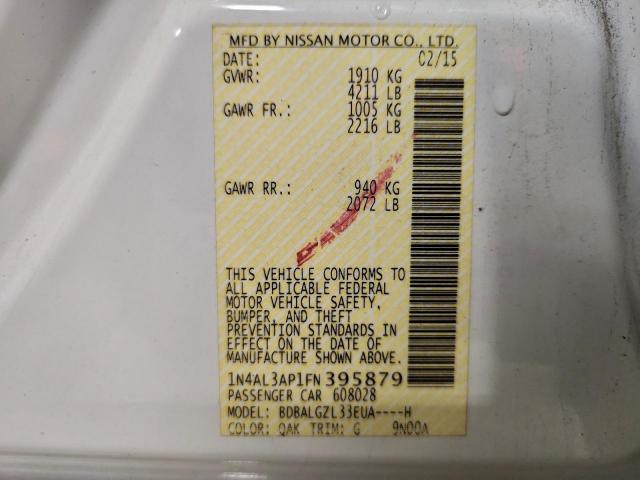 MFD BY NISSAN MOTOR CO., LTD.
DATE: 02/15
GVWR: 1910 KG
4211 LB
GAWR FR.: 1005 KG
2216 LB
GAWR RR.: 940 KG
2072 LB
THIS VEHICLE CONFORMS TO
ALL APPLICABLE FEDERAL
MOTOR VEHICLE SAFETY,
BUMPER, AND THEFT
PREVENTION STANDARDS IN
EFFECT ON THE DATE OF
MANUFACTURE SHOWN ABOVE.
1N4AL3AP1FN395879
PASSENGER CAR 608028
MODEL: BDBALGZL33EUA----H
COLOR: QAK TRIM: G 9N00A